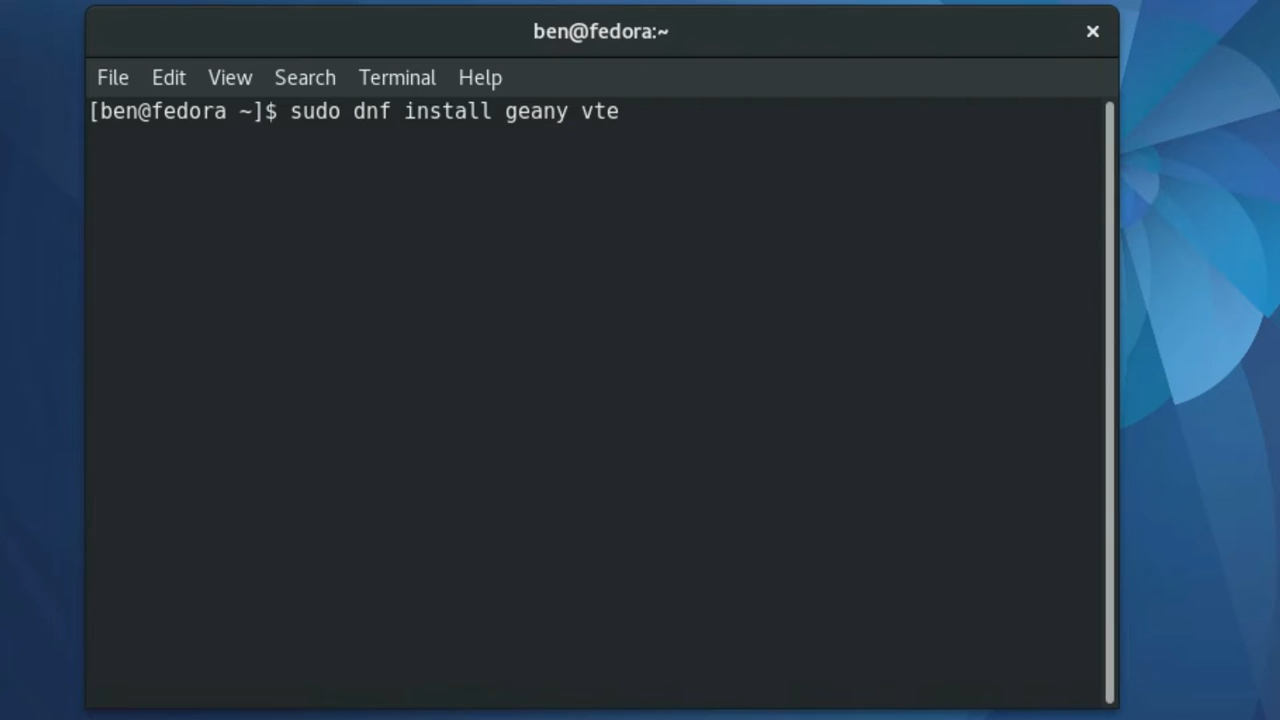 ben@fedora:~ ×
File Edit View Search Terminal Help
[ben@fedora ~]$ sudo dnf install geany vte